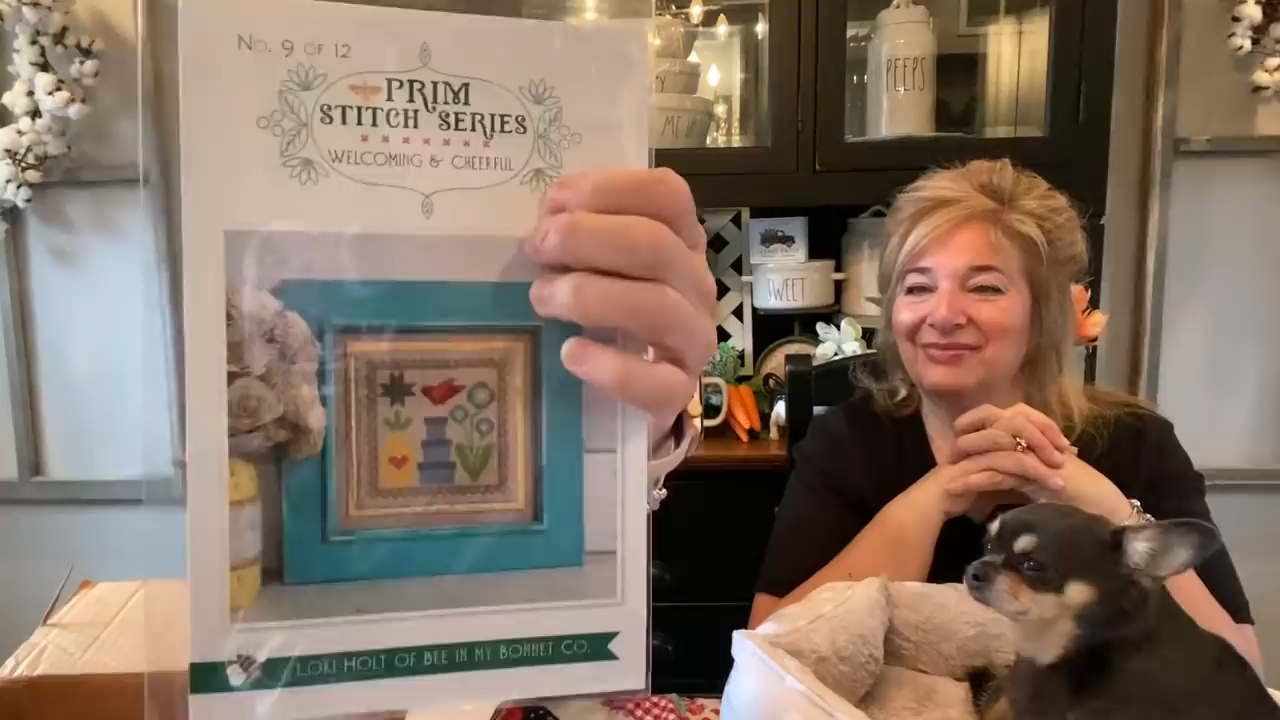 No. 9 OF 12
PRIM
STITCH SERIES
WELCOMING & CHEERFUL
LORI HOLT OF BEE IN MY BONNET CO.
PEEPS
ME
SWEET